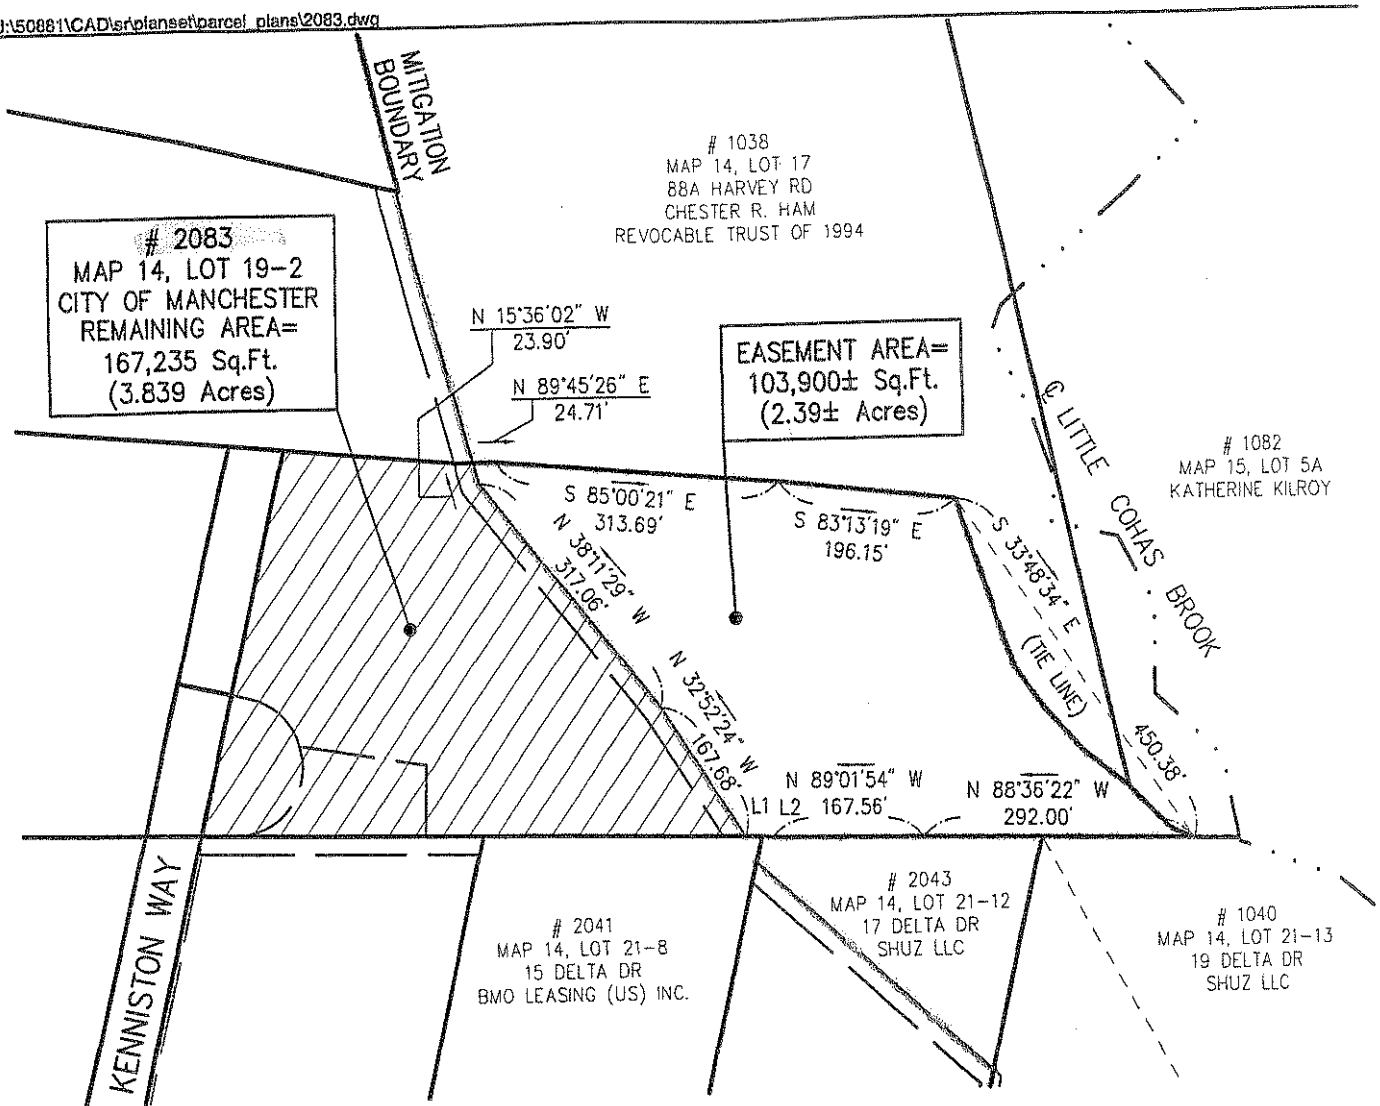 J:\50881\CAD\sr\planset\parcel_plans\2083.dwg
MITIGATION
BOUNDARY
# 1038
MAP 14, LOT 17
88A HARVEY RD
CHESTER R. HAM
REVOCABLE TRUST OF 1994
# 2083
MAP 14, LOT 19-2
CITY OF MANCHESTER
REMAINING AREA=
167,235 Sq.Ft.
(3.839 Acres)
N 15°36'02" W
23.90'
N 89°45'26" E
24.71'
EASEMENT AREA=
103,900± Sq.Ft.
(2.39± Acres)
℄ LITTLE COHAS BROOK
# 1082
MAP 15, LOT 5A
KATHERINE KILROY
S 85°00'21" E
313.69'
S 83°13'19" E
196.15'
N 38°11'29" W
317.06'
S 33°48'34" E
(TIE LINE)
450.38'
N 32°52'24" W
167.68'
L1 L2
N 89°01'54" W
167.56'
N 88°36'22" W
292.00'
KENNISTON WAY
# 2041
MAP 14, LOT 21-8
15 DELTA DR
BMO LEASING (US) INC.
# 2043
MAP 14, LOT 21-12
17 DELTA DR
SHUZ LLC
# 1040
MAP 14, LOT 21-13
19 DELTA DR
SHUZ LLC